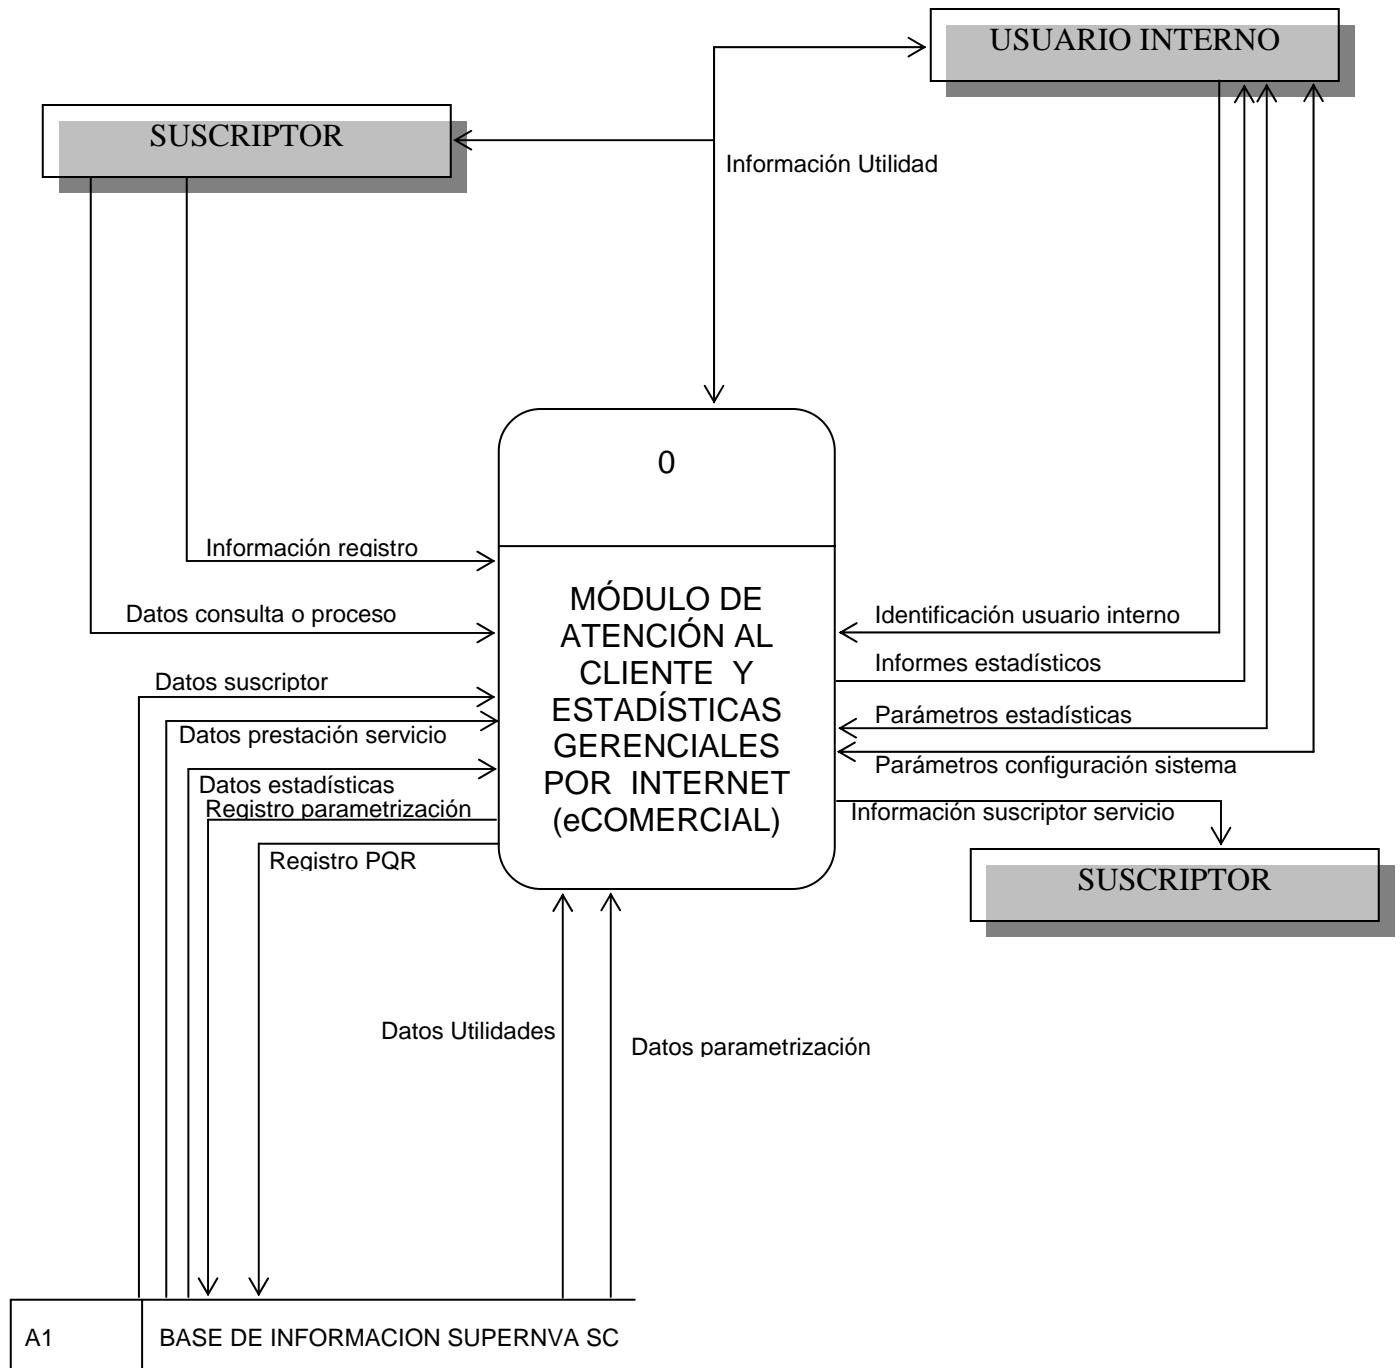 USUARIO INTERNO
SUSCRIPTOR
Información Utilidad
0
Información registro
MÓDULO DE
ATENCIÓN AL
CLIENTE Y
ESTADÍSTICAS
GERENCIALES
POR INTERNET
(eCOMERCIAL)
Datos consulta o proceso
Identificación usuario interno
Informes estadísticos
Datos suscriptor
Parámetros estadísticas
Datos prestación servicio
Parámetros configuración sistema
Datos estadísticas
Registro parametrización
Información suscriptor servicio
Registro PQR
SUSCRIPTOR
Datos Utilidades
Datos parametrización
A1
BASE DE INFORMACION SUPERNVA SC